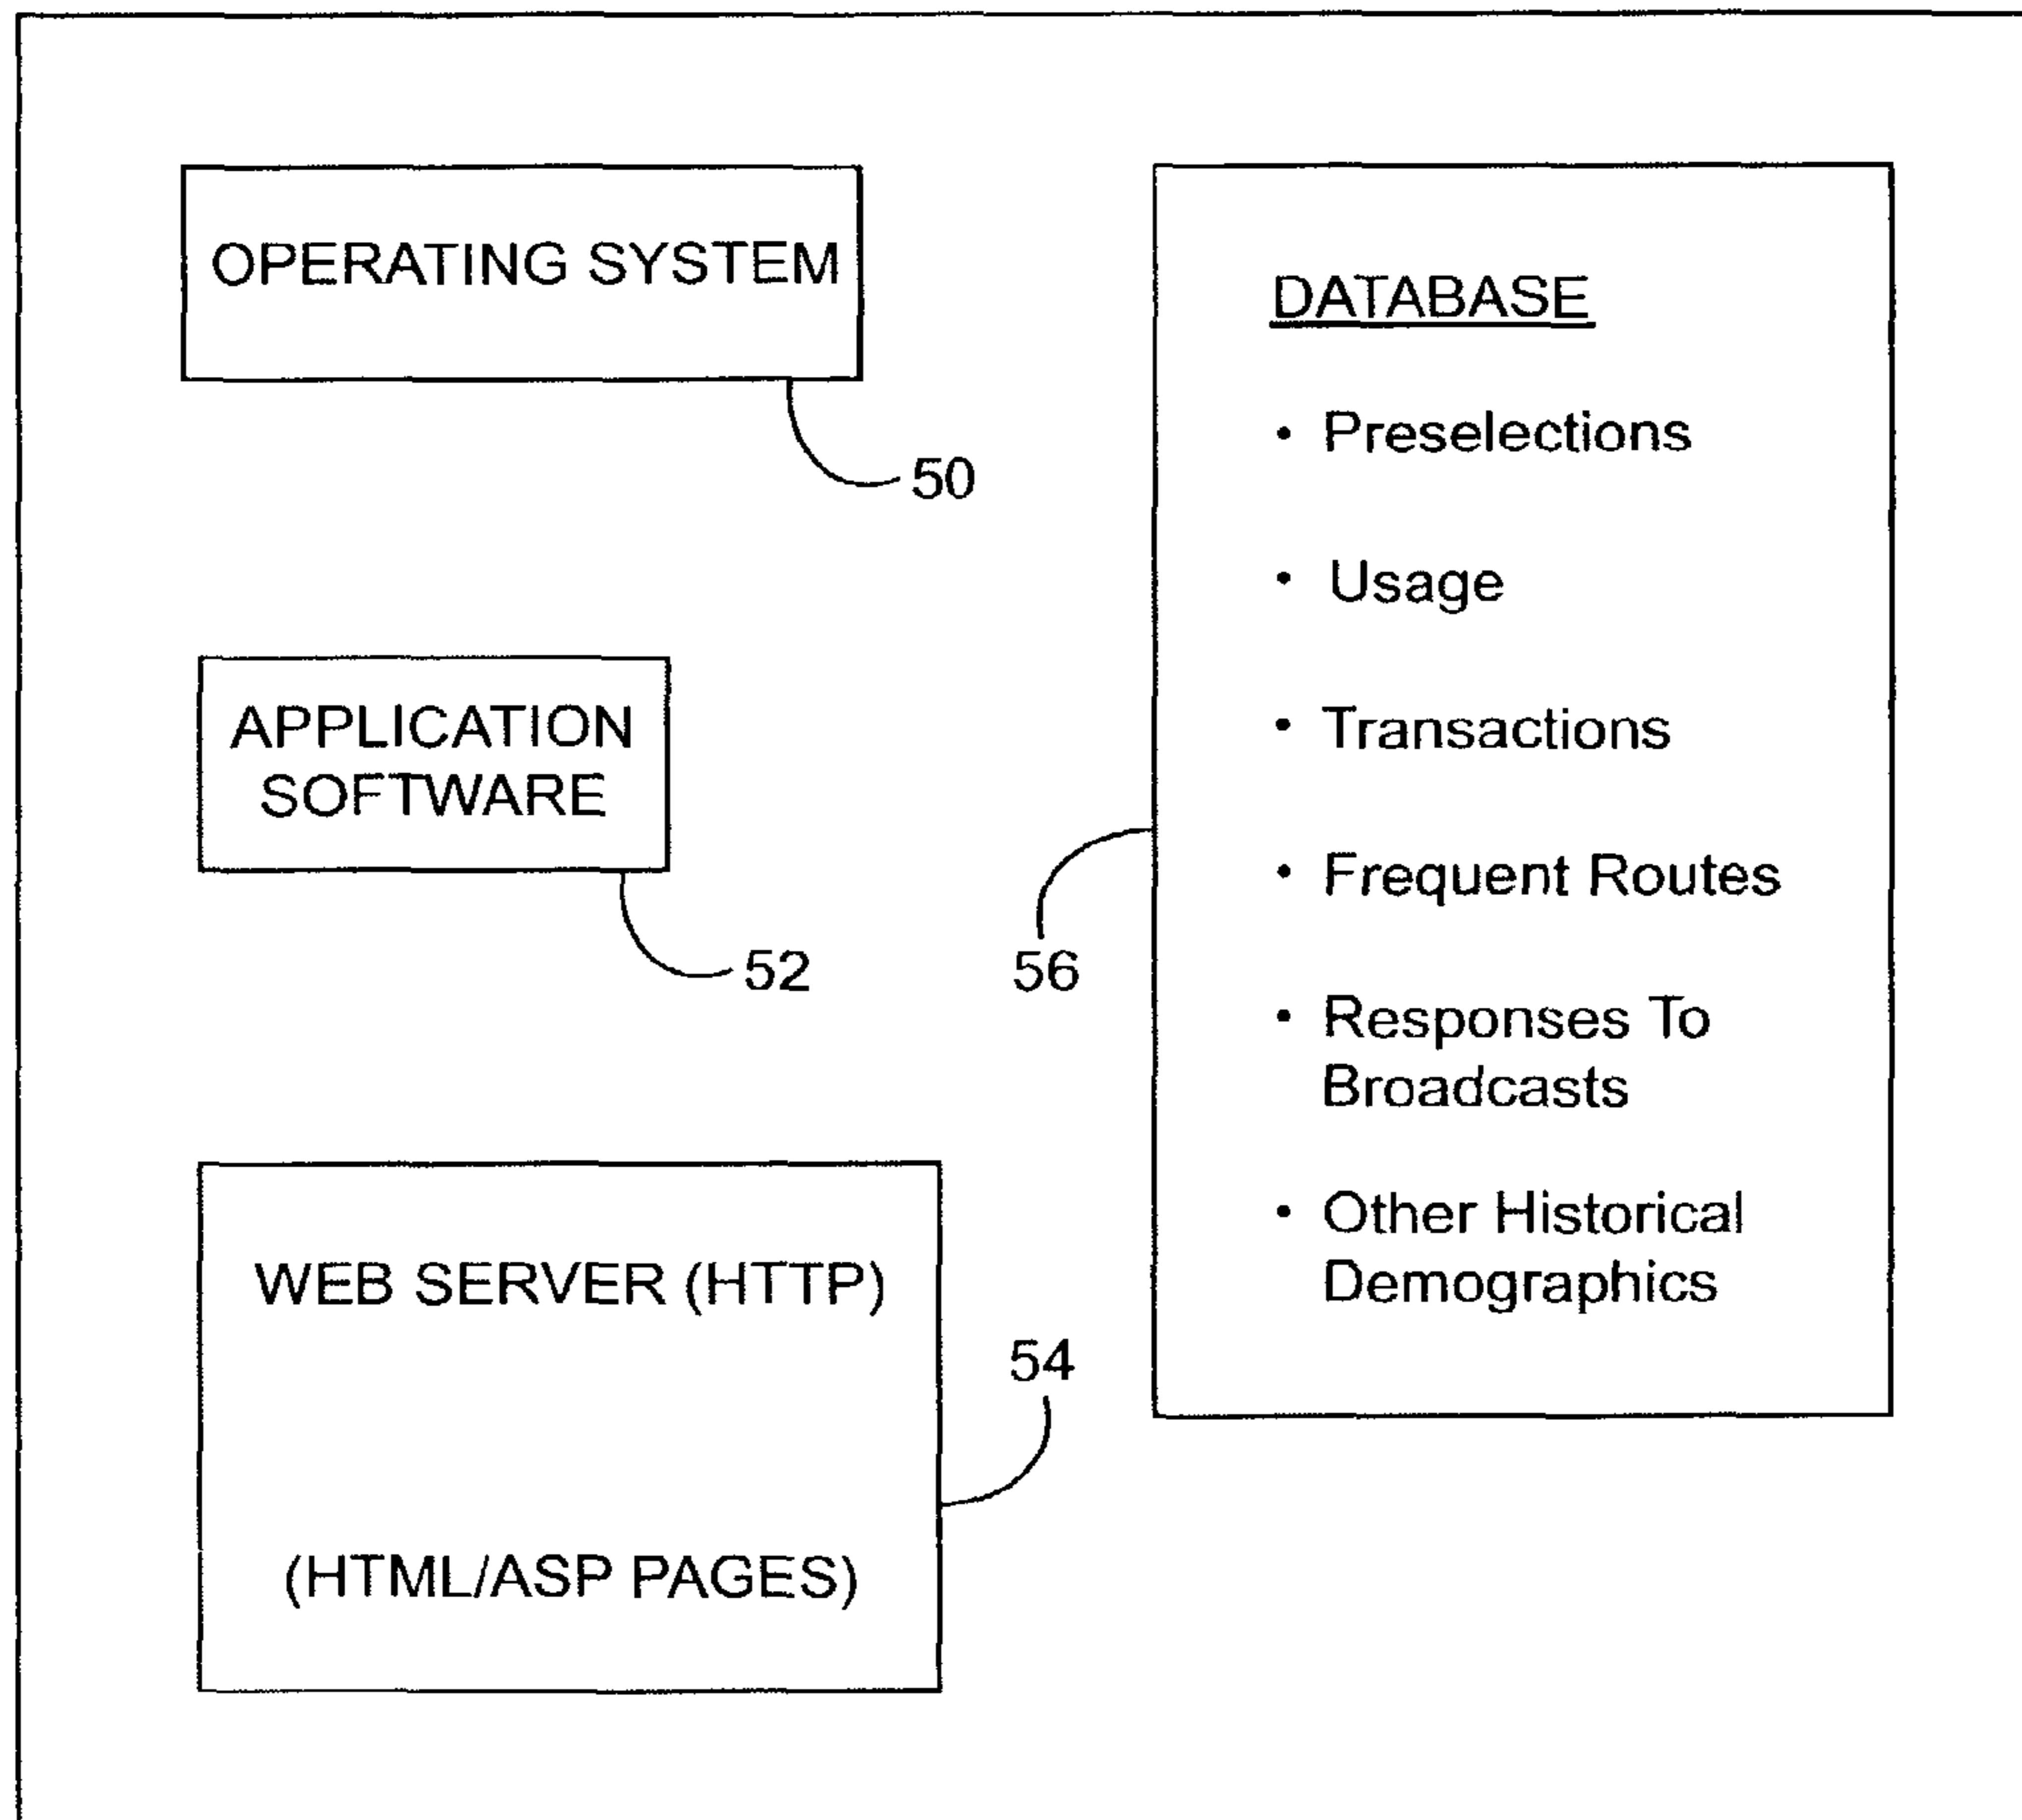 OPERATING SYSTEM
50
APPLICATION
SOFTWARE
52
WEB SERVER (HTTP)
(HTML/ASP PAGES)
54
DATABASE
• Preselections
• Usage
• Transactions
• Frequent Routes
• Responses To
Broadcasts
• Other Historical
Demographics
56